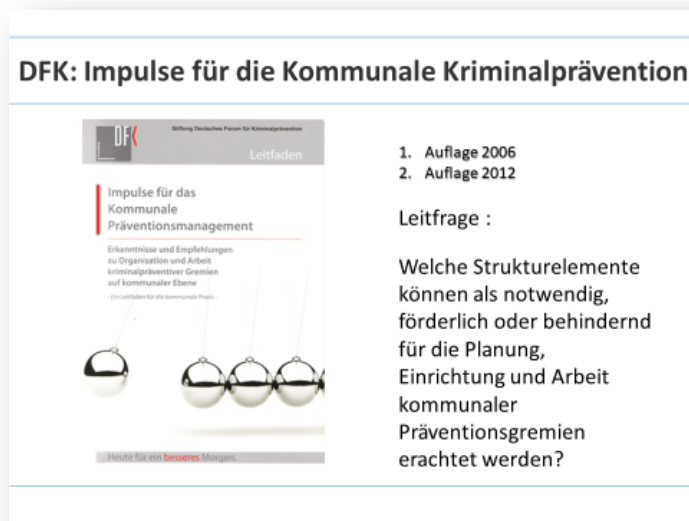 DFK: Impulse für die Kommunale Kriminalprävention
DFK
Stiftung Deutsches Forum für Kriminalprävention
Leitfaden
Impulse für das
Kommunale
Präventionsmanagement
Erkenntnisse und Empfehlungen
zu Organisation und Arbeit
kriminalpräventiver Gremien
auf kommunaler Ebene
- Ein Leitfaden für die kommunale Praxis -
Heute für ein besseres Morgen.
1. Auflage 2006
2. Auflage 2012
Leitfrage :
Welche Strukturelemente
können als notwendig,
förderlich oder behindernd
für die Planung,
Einrichtung und Arbeit
kommunaler
Präventionsgremien
erachtet werden?